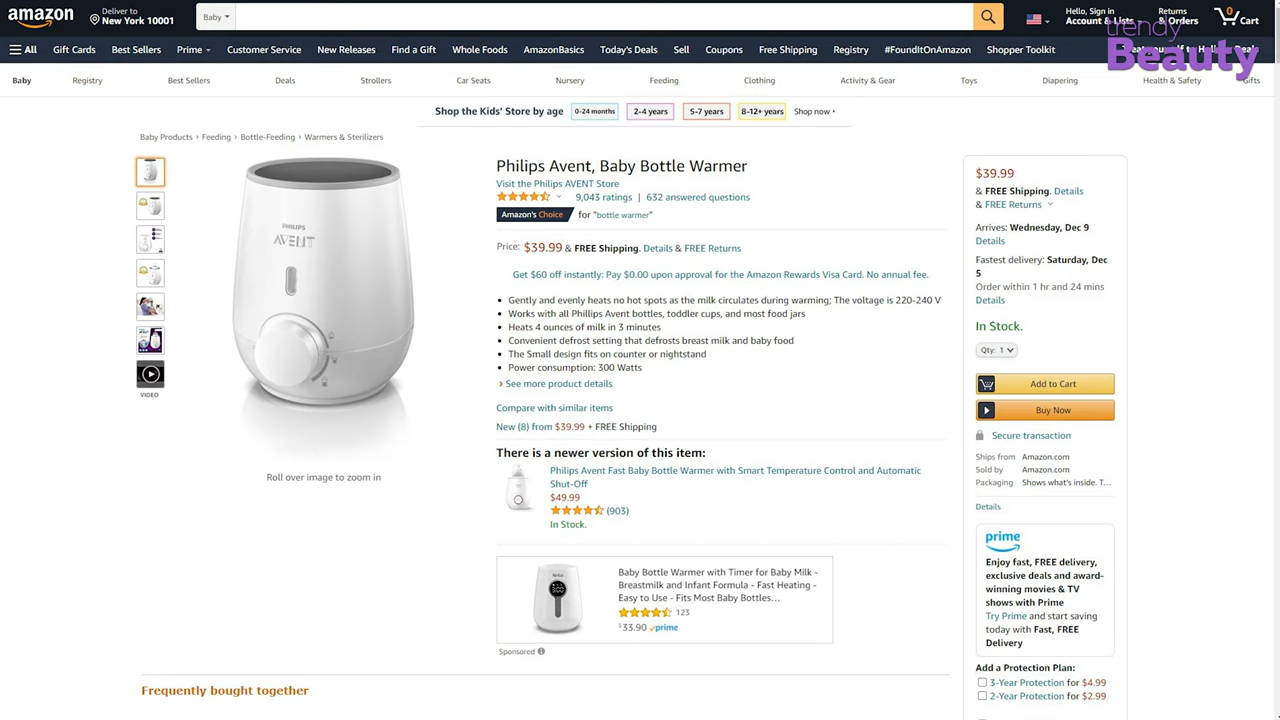 amazon
Deliver to
New York 10001
Baby
Hello, Sign in
Account & Lists
Returns
& Orders
0
Cart
trendy
Beauty
All
Gift Cards
Best Sellers
Prime
Customer Service
New Releases
Find a Gift
Whole Foods
AmazonBasics
Today's Deals
Sell
Coupons
Free Shipping
Registry
#FoundItOnAmazon
Shopper Toolkit
Baby
Registry
Best Sellers
Deals
Strollers
Car Seats
Nursery
Feeding
Clothing
Activity & Gear
Toys
Diapering
Health & Safety
Gifts
Shop the Kids' Store by age
0-24 months
2-4 years
5-7 years
8-12+ years
Shop now
Baby Products › Feeding › Bottle-Feeding › Warmers & Sterilizers
PHILIPS
AVENT
VIDEO
Roll over image to zoom in
Philips Avent, Baby Bottle Warmer
Visit the Philips AVENT Store
9,043 ratings | 632 answered questions
Amazon's Choice for "bottle warmer"
Price: $39.99 & FREE Shipping. Details & FREE Returns
Get $60 off instantly: Pay $0.00 upon approval for the Amazon Rewards Visa Card. No annual fee.
• Gently and evenly heats no hot spots as the milk circulates during warming; The voltage is 220-240 V
• Works with all Phillips Avent bottles, toddler cups, and most food jars
• Heats 4 ounces of milk in 3 minutes
• Convenient defrost setting that defrosts breast milk and baby food
• The Small design fits on counter or nightstand
• Power consumption: 300 Watts
› See more product details
Compare with similar items
New (8) from $39.99 + FREE Shipping
There is a newer version of this item:
Philips Avent Fast Baby Bottle Warmer with Smart Temperature Control and Automatic
Shut-Off
$49.99
(903)
In Stock.
Baby Bottle Warmer with Timer for Baby Milk -
Breastmilk and Infant Formula - Fast Heating -
Easy to Use - Fits Most Baby Bottles…
123
$33.90 prime
Sponsored
Frequently bought together
$39.99
& FREE Shipping. Details
& FREE Returns
Arrives: Wednesday, Dec 9
Details
Fastest delivery: Saturday, Dec
5
Order within 1 hr and 24 mins
Details
In Stock.
Qty: 1
Add to Cart
Buy Now
Secure transaction
Ships from Amazon.com
Sold by Amazon.com
Packaging Shows what's inside. T…
Details
prime
Enjoy fast, FREE delivery,
exclusive deals and award-
winning movies & TV
shows with Prime
Try Prime and start saving
today with Fast, FREE
Delivery
Add a Protection Plan:
3-Year Protection for $4.99
2-Year Protection for $2.99